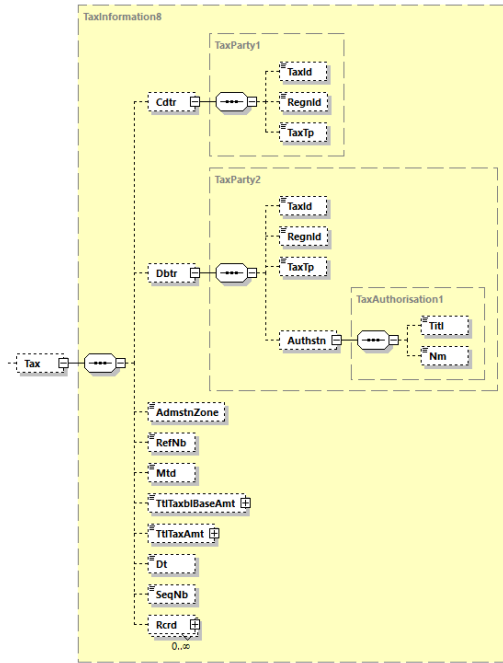 TaxInformation8
TaxParty1
TaxId
Cdtr
RegnId
TaxTp
TaxParty2
TaxId
RegnId
Dbtr
TaxTp
TaxAuthorisation1
Titl
Authstn
Nm
Tax
AdmstnZone
RefNb
Mtd
TtlTaxblBaseAmt
TtlTaxAmt
Dt
SeqNb
Rcrd
0..∞